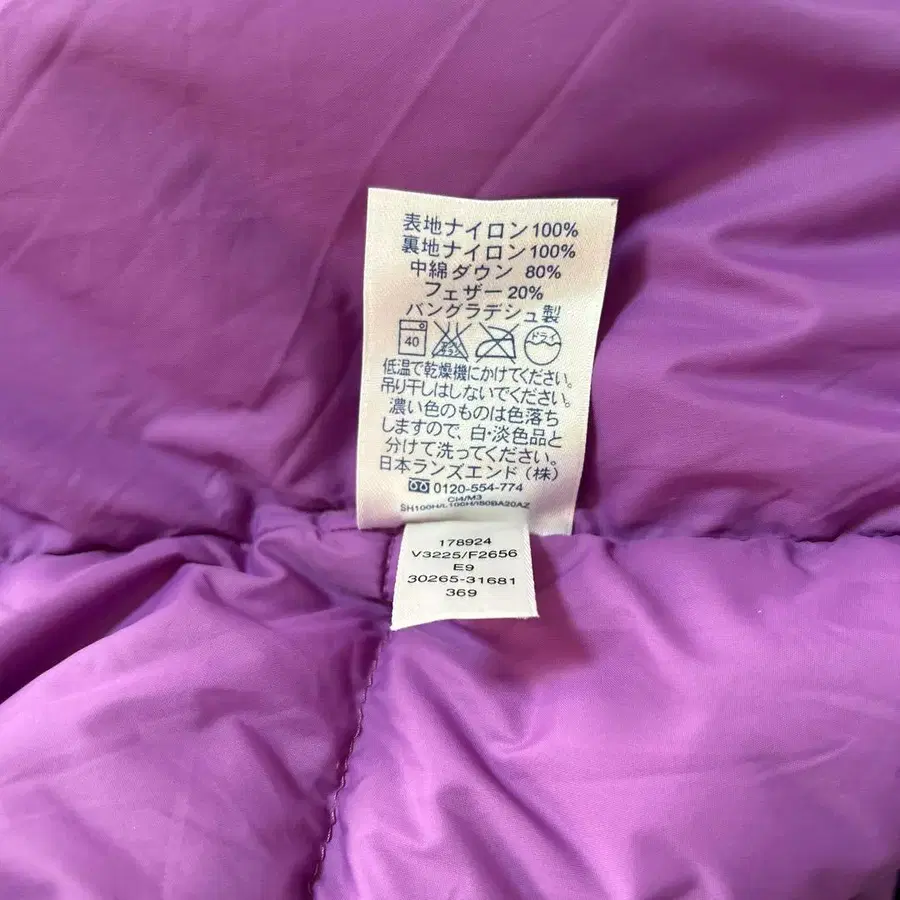 表地ナイロン100%
裏地ナイロン100%
中綿ダウン 80%
フェザー 20%
バングラデシュ製
40 ドライ
低温で乾燥機にかけてください。
吊り干しはしないでください。
濃い色のものは色落ち
しますので、白・淡色品と
分けて洗ってください。
日本ランズエンド(株)
0120-554-774
CI4/M3
SH100H/L100H/I80BA20AZ
178924
V3225/F2656
E9
30265-31681
369